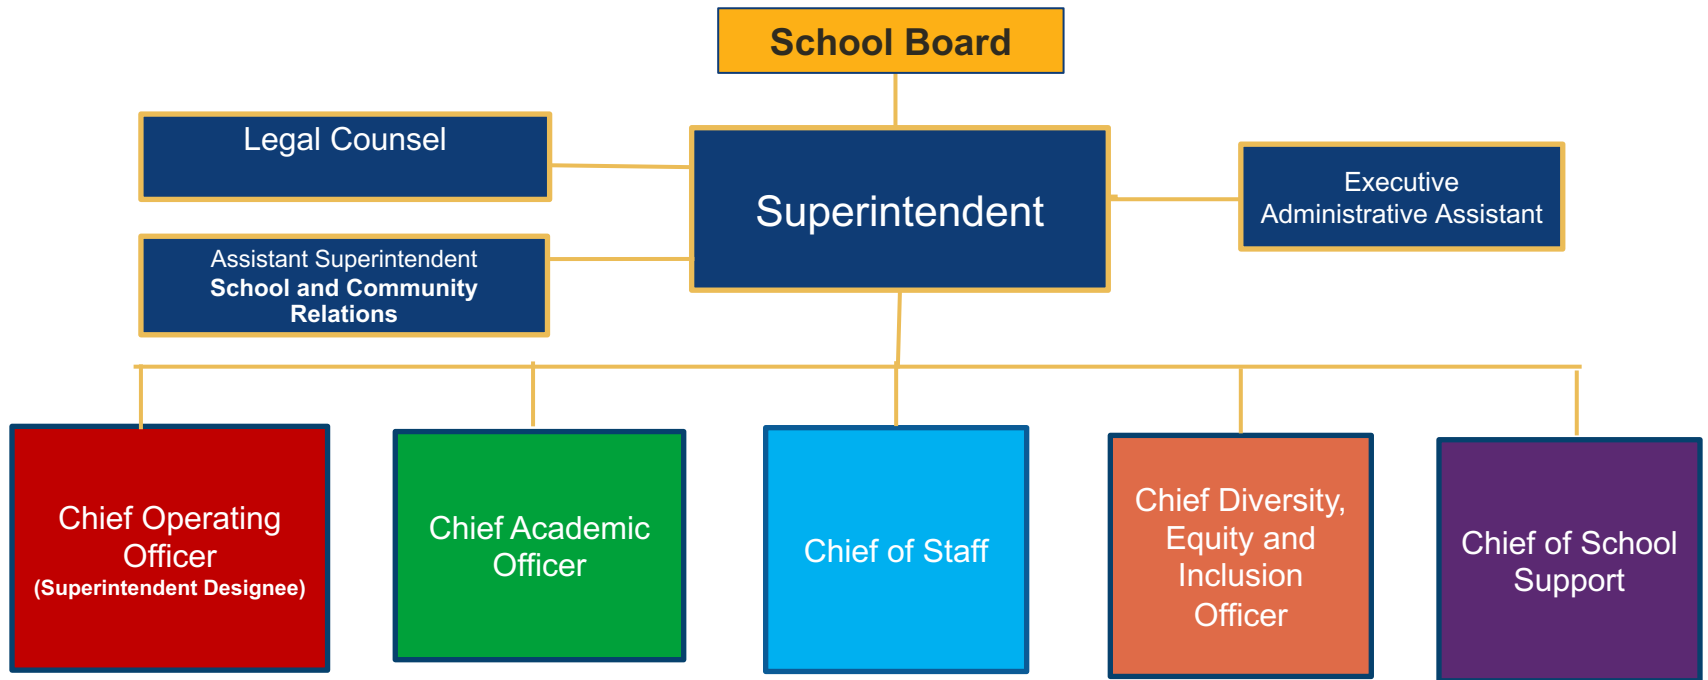 School Board
Legal Counsel
Superintendent
Executive
Administrative Assistant
Assistant Superintendent
School and Community
Relations
Chief Operating
Officer
(Superintendent Designee)
Chief Academic
Officer
Chief of Staff
Chief Diversity,
Equity and
Inclusion
Officer
Chief of School
Support